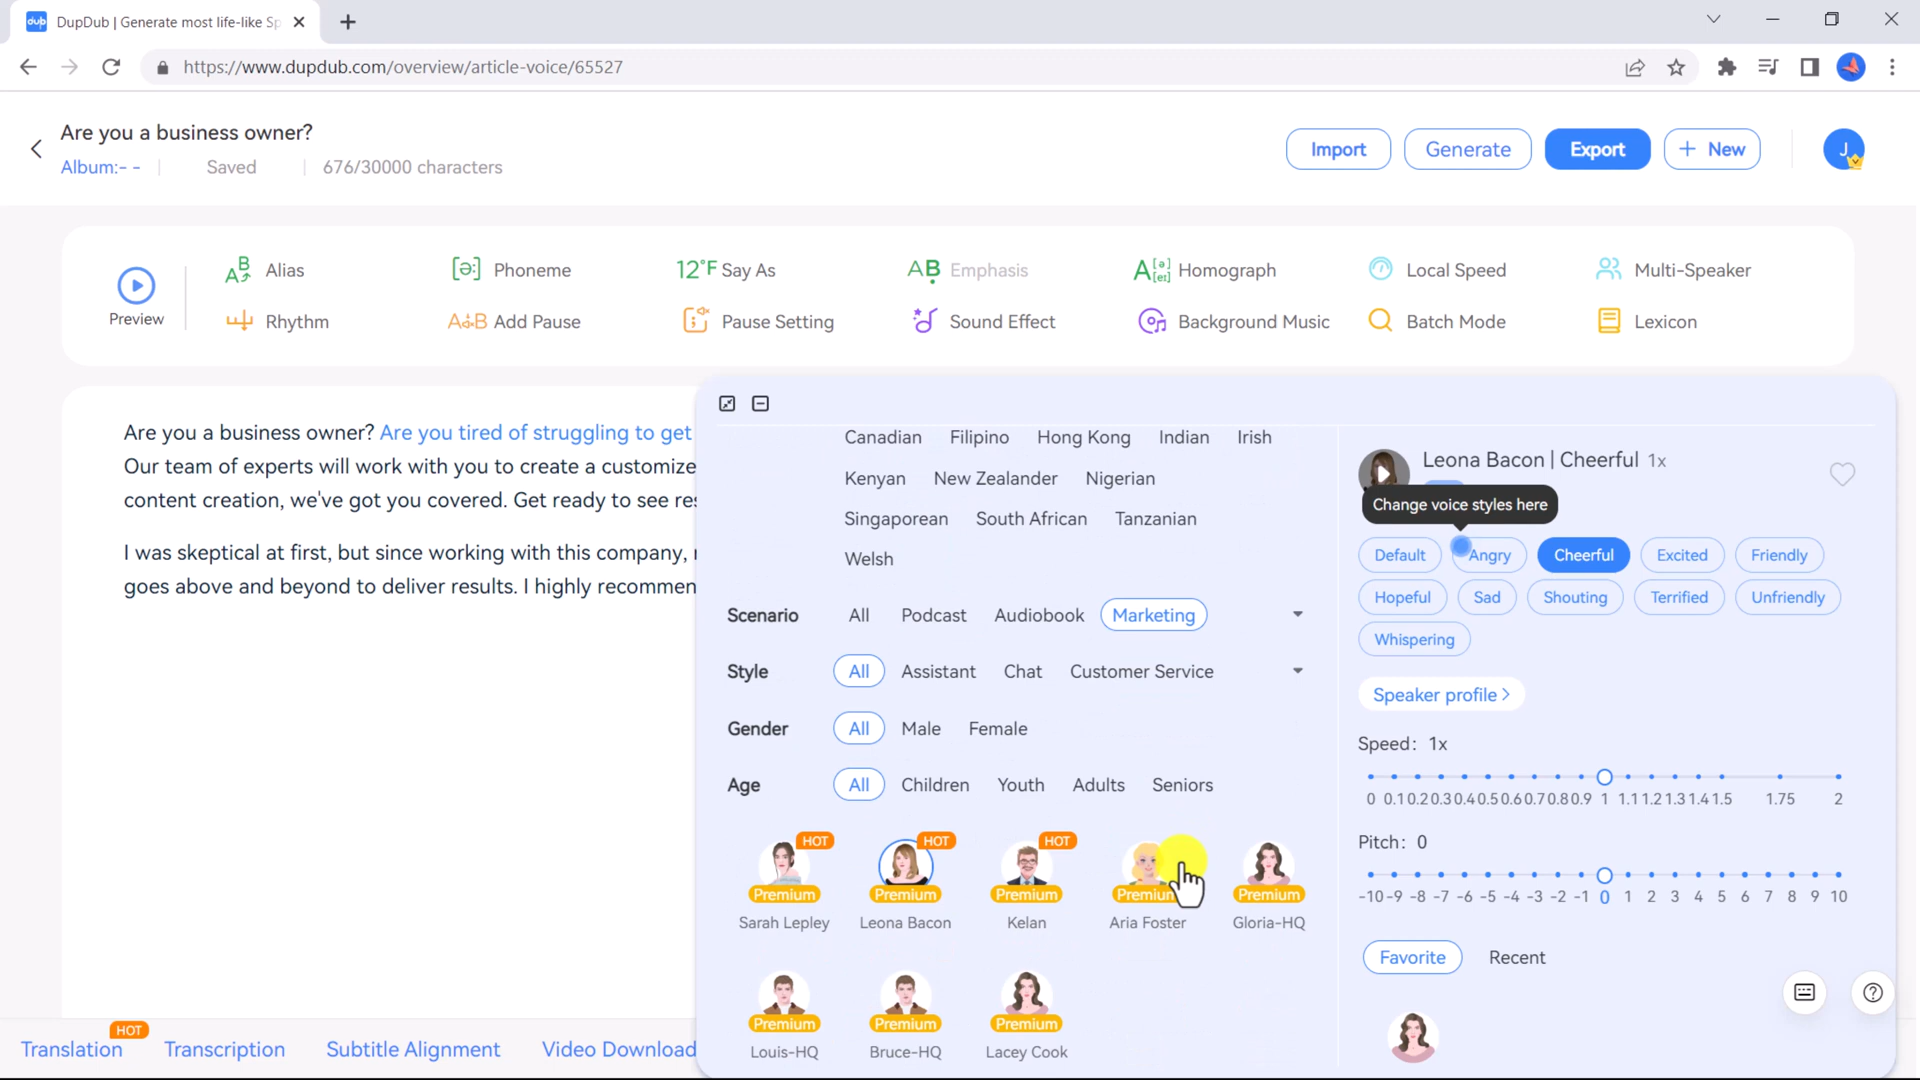 dub DupDub | Generate most life-like Sp
https://www.dupdub.com/overview/article-voice/65527
Are you a business owner?
Album:- - Saved 676/30000 characters
Import Generate Export + New J
Preview
Alias Phoneme Say As Emphasis Homograph Local Speed Multi-Speaker
Rhythm Add Pause Pause Setting Sound Effect Background Music Batch Mode Lexicon
Are you a business owner? Are you tired of struggling to get
Our team of experts will work with you to create a customize
content creation, we've got you covered. Get ready to see res
I was skeptical at first, but since working with this company,
goes above and beyond to deliver results. I highly recommen
Canadian Filipino Hong Kong Indian Irish
Kenyan New Zealander Nigerian
Singaporean South African Tanzanian
Welsh
Scenario All Podcast Audiobook Marketing
Style All Assistant Chat Customer Service
Gender All Male Female
Age All Children Youth Adults Seniors
HOT HOT HOT
Premium Premium Premium Premium Premium
Sarah Lepley Leona Bacon Kelan Aria Foster Gloria-HQ
Premium Premium Premium
Louis-HQ Bruce-HQ Lacey Cook
Leona Bacon | Cheerful 1x
Change voice styles here
Default Angry Cheerful Excited Friendly
Hopeful Sad Shouting Terrified Unfriendly
Whispering
Speaker profile >
Speed: 1x
0 0.1 0.2 0.3 0.4 0.5 0.6 0.7 0.8 0.9 1 1.1 1.2 1.3 1.4 1.5 1.75 2
Pitch: 0
-10 -9 -8 -7 -6 -5 -4 -3 -2 -1 0 1 2 3 4 5 6 7 8 9 10
Favorite Recent
HOT
Translation Transcription Subtitle Alignment Video Download